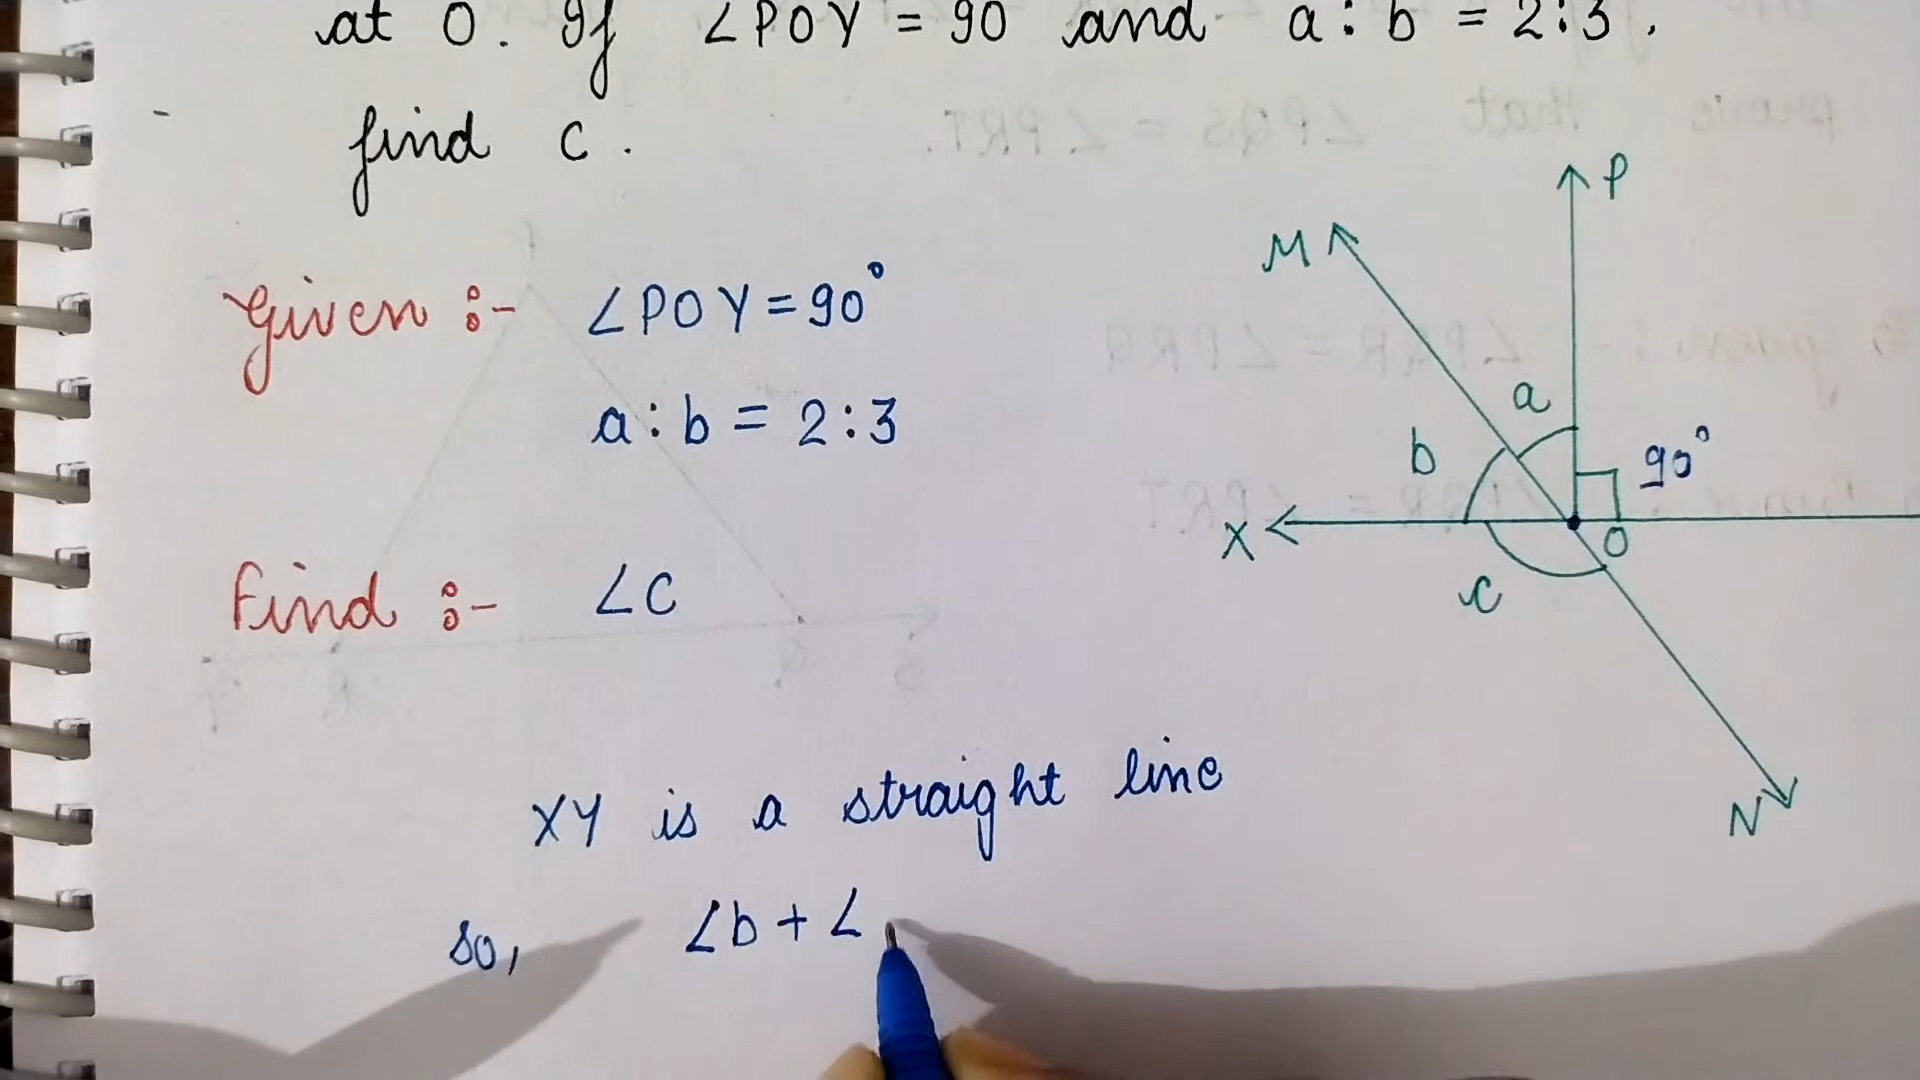 at O. If ∠POY = 90 and a : b = 2:3.
find c.
Given :- ∠POY = 90°
a : b = 2 : 3
Find :- ∠C
P
M
a
b
90°
X
O
c
N
XY is a straight line
so, ∠b + ∠